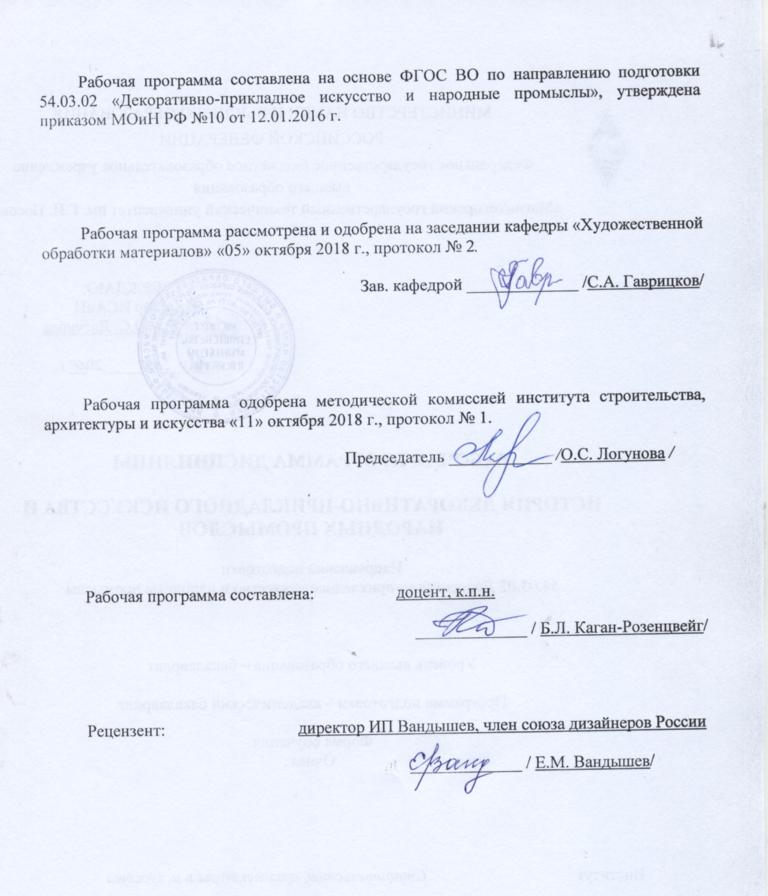 Рабочая программа составлена на основе ФГОС ВО по направлению подготовки
54.03.02 «Декоративно-прикладное искусство и народные промыслы», утверждена
приказом МОиН РФ №10 от 12.01.2016 г.
Рабочая программа рассмотрена и одобрена на заседании кафедры «Художественной
обработки материалов» «05» октября 2018 г., протокол № 2.
Зав. кафедрой /С.А. Гаврицков/
Рабочая программа одобрена методической комиссией института строительства,
архитектуры и искусства «11» октября 2018 г., протокол № 1.
Председатель /О.С. Логунова /
Рабочая программа составлена: доцент, к.п.н.
/ Б.Л. Каган-Розенцвейг/
Рецензент: директор ИП Вандышев, член союза дизайнеров России
/ Е.М. Вандышев/